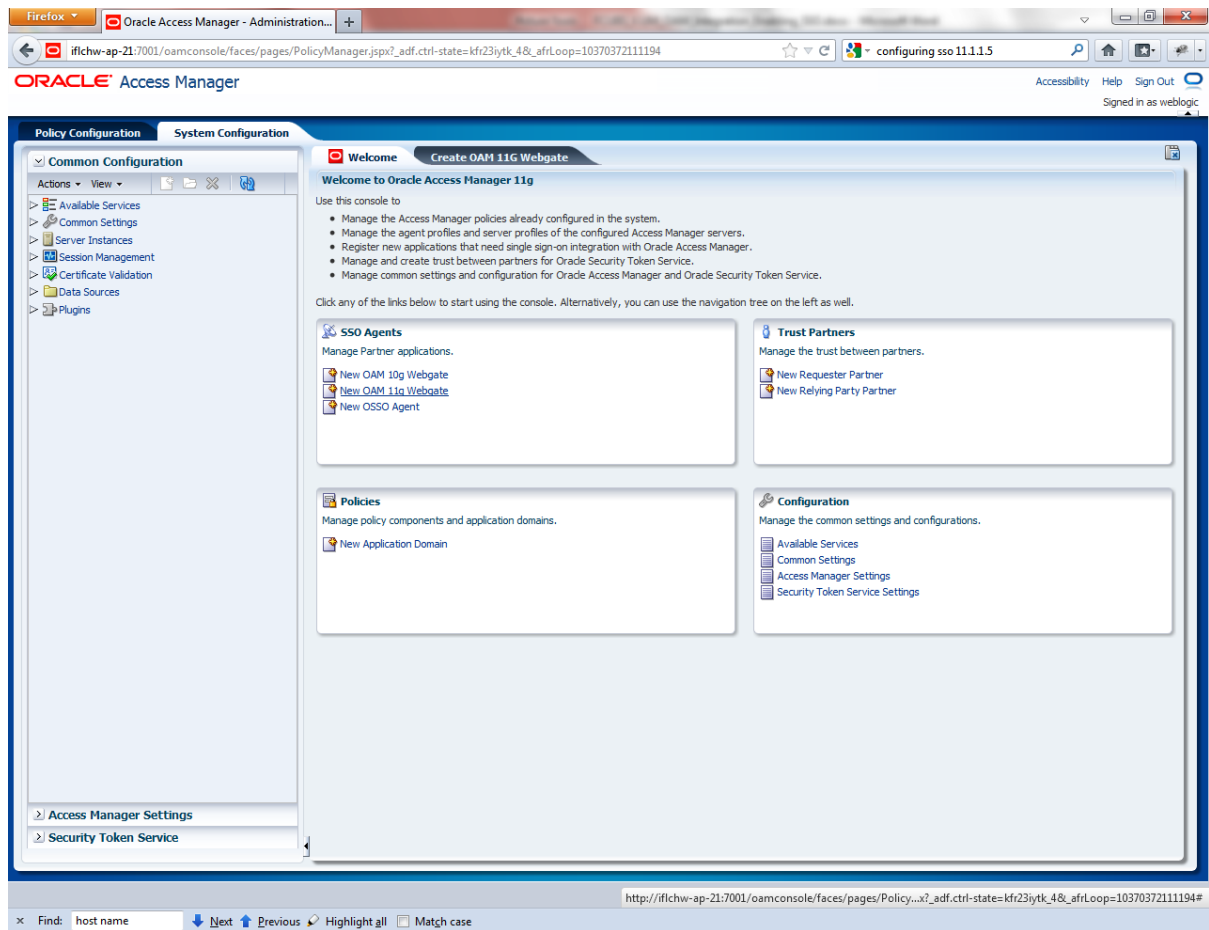 Firefox
Oracle Access Manager - Administration... +
iflchw-ap-21:7001/oamconsole/faces/pages/PolicyManager.jspx?_adf.ctrl-state=kfr23iytk_4&_afrLoop=10370372111194
configuring sso 11.1.1.5
ORACLE Access Manager
Accessibility Help Sign Out
Signed in as weblogic
Policy Configuration System Configuration
Common Configuration
Actions View
Available Services
Common Settings
Server Instances
Session Management
Certificate Validation
Data Sources
Plugins
Access Manager Settings
Security Token Service
Welcome Create OAM 11G Webgate
Welcome to Oracle Access Manager 11g
Use this console to
• Manage the Access Manager policies already configured in the system.
• Manage the agent profiles and server profiles of the configured Access Manager servers.
• Register new applications that need single sign-on integration with Oracle Access Manager.
• Manage and create trust between partners for Oracle Security Token Service.
• Manage common settings and configuration for Oracle Access Manager and Oracle Security Token Service.
Click any of the links below to start using the console. Alternatively, you can use the navigation tree on the left as well.
SSO Agents
Manage Partner applications.
New OAM 10g Webgate
New OAM 11g Webgate
New OSSO Agent
Trust Partners
Manage the trust between partners.
New Requester Partner
New Relying Party Partner
Policies
Manage policy components and application domains.
New Application Domain
Configuration
Manage the common settings and configurations.
Available Services
Common Settings
Access Manager Settings
Security Token Service Settings
http://iflchw-ap-21:7001/oamconsole/faces/pages/Policy...x?_adf.ctrl-state=kfr23iytk_4&_afrLoop=10370372111194#
× Find: host name Next Previous Highlight all Match case